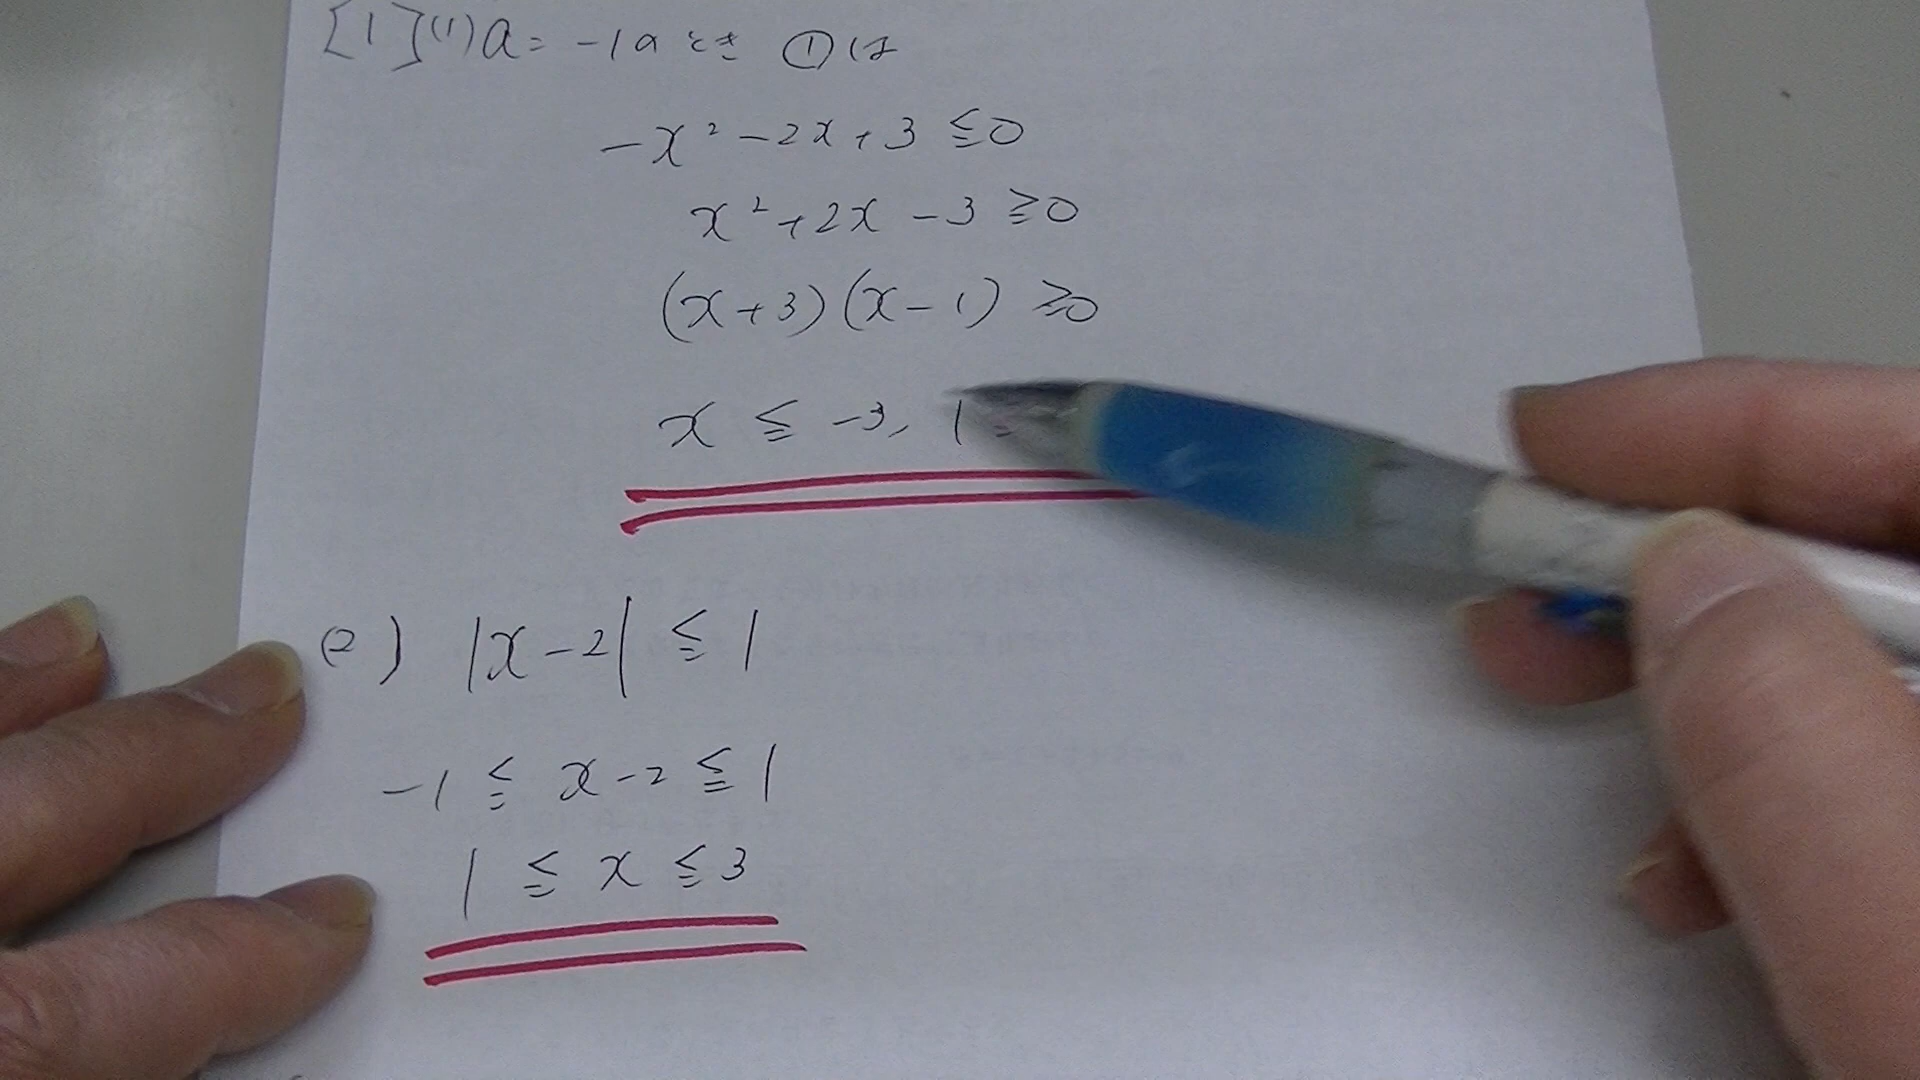 [1](1) a = -1 のとき ①は
-x² - 2x + 3 ≦ 0
x² + 2x - 3 ≧ 0
(x+3)(x-1) ≧ 0
x ≦ -3, 1
(2) |x-2| ≦ 1
-1 ≦ x-2 ≦ 1
1 ≦ x ≦ 3